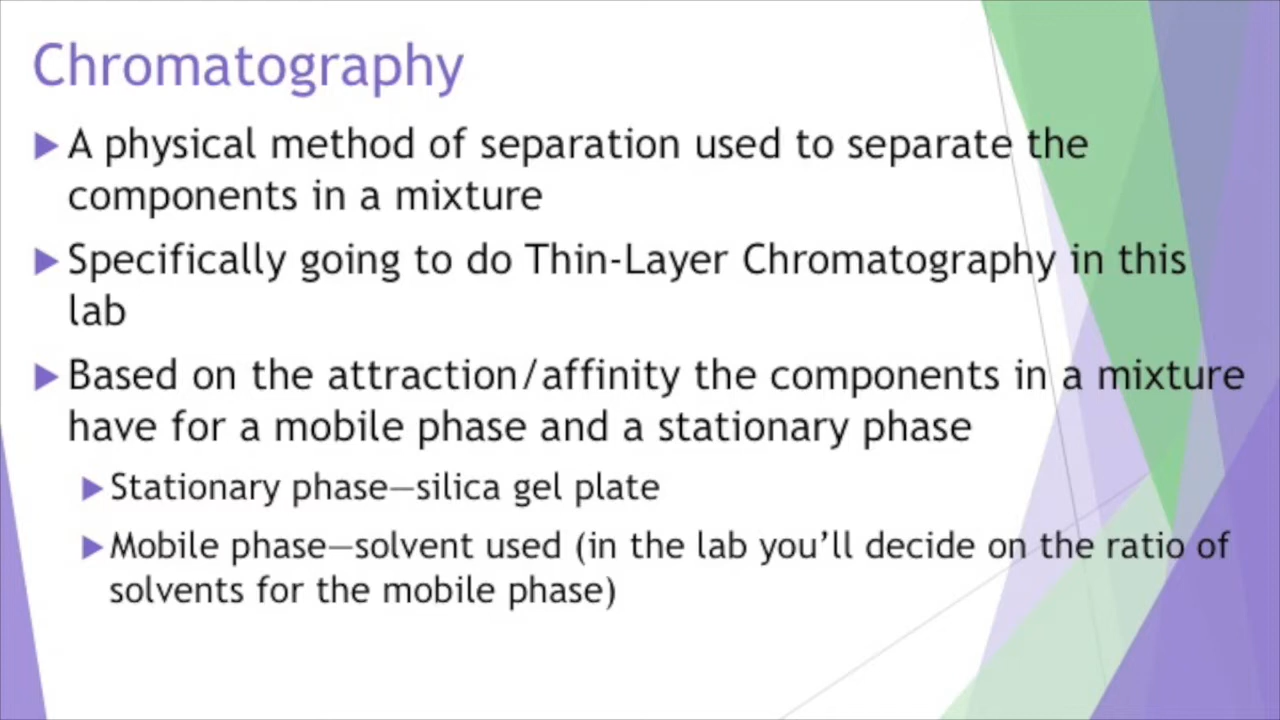 Chromatography
A physical method of separation used to separate the
components in a mixture
Specifically going to do Thin-Layer Chromatography in this
lab
Based on the attraction/affinity the components in a mixture
have for a mobile phase and a stationary phase
Stationary phase—silica gel plate
Mobile phase—solvent used (in the lab you’ll decide on the ratio of
solvents for the mobile phase)